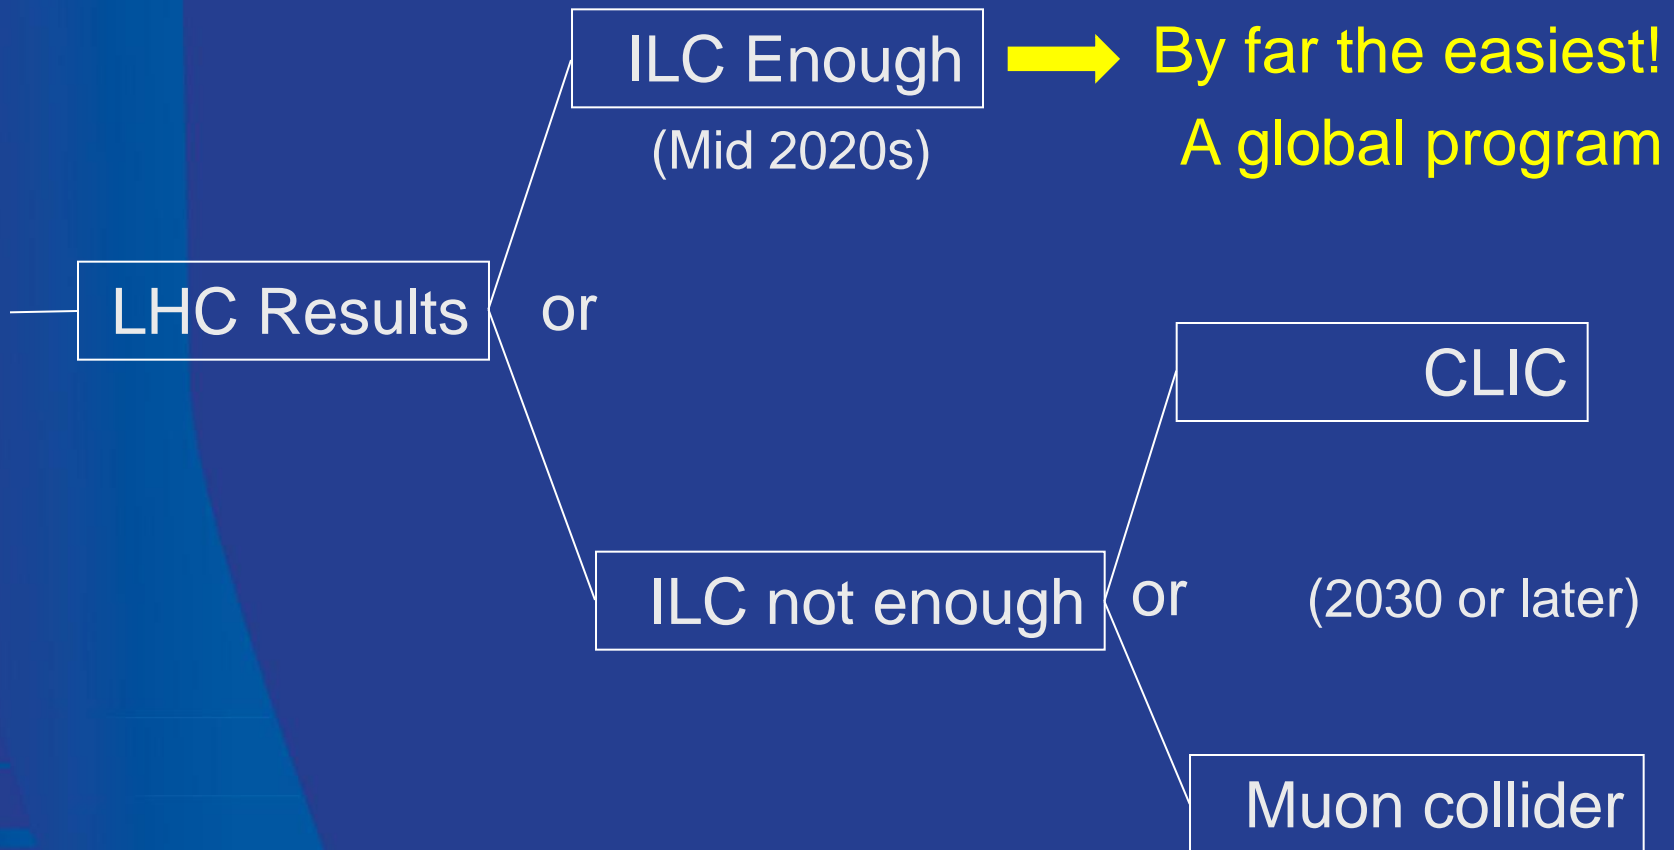 ILC Enough
By far the easiest!
(Mid 2020s)
A global program
LHC Results
or
CLIC
ILC not enough
or
(2030 or later)
Muon collider